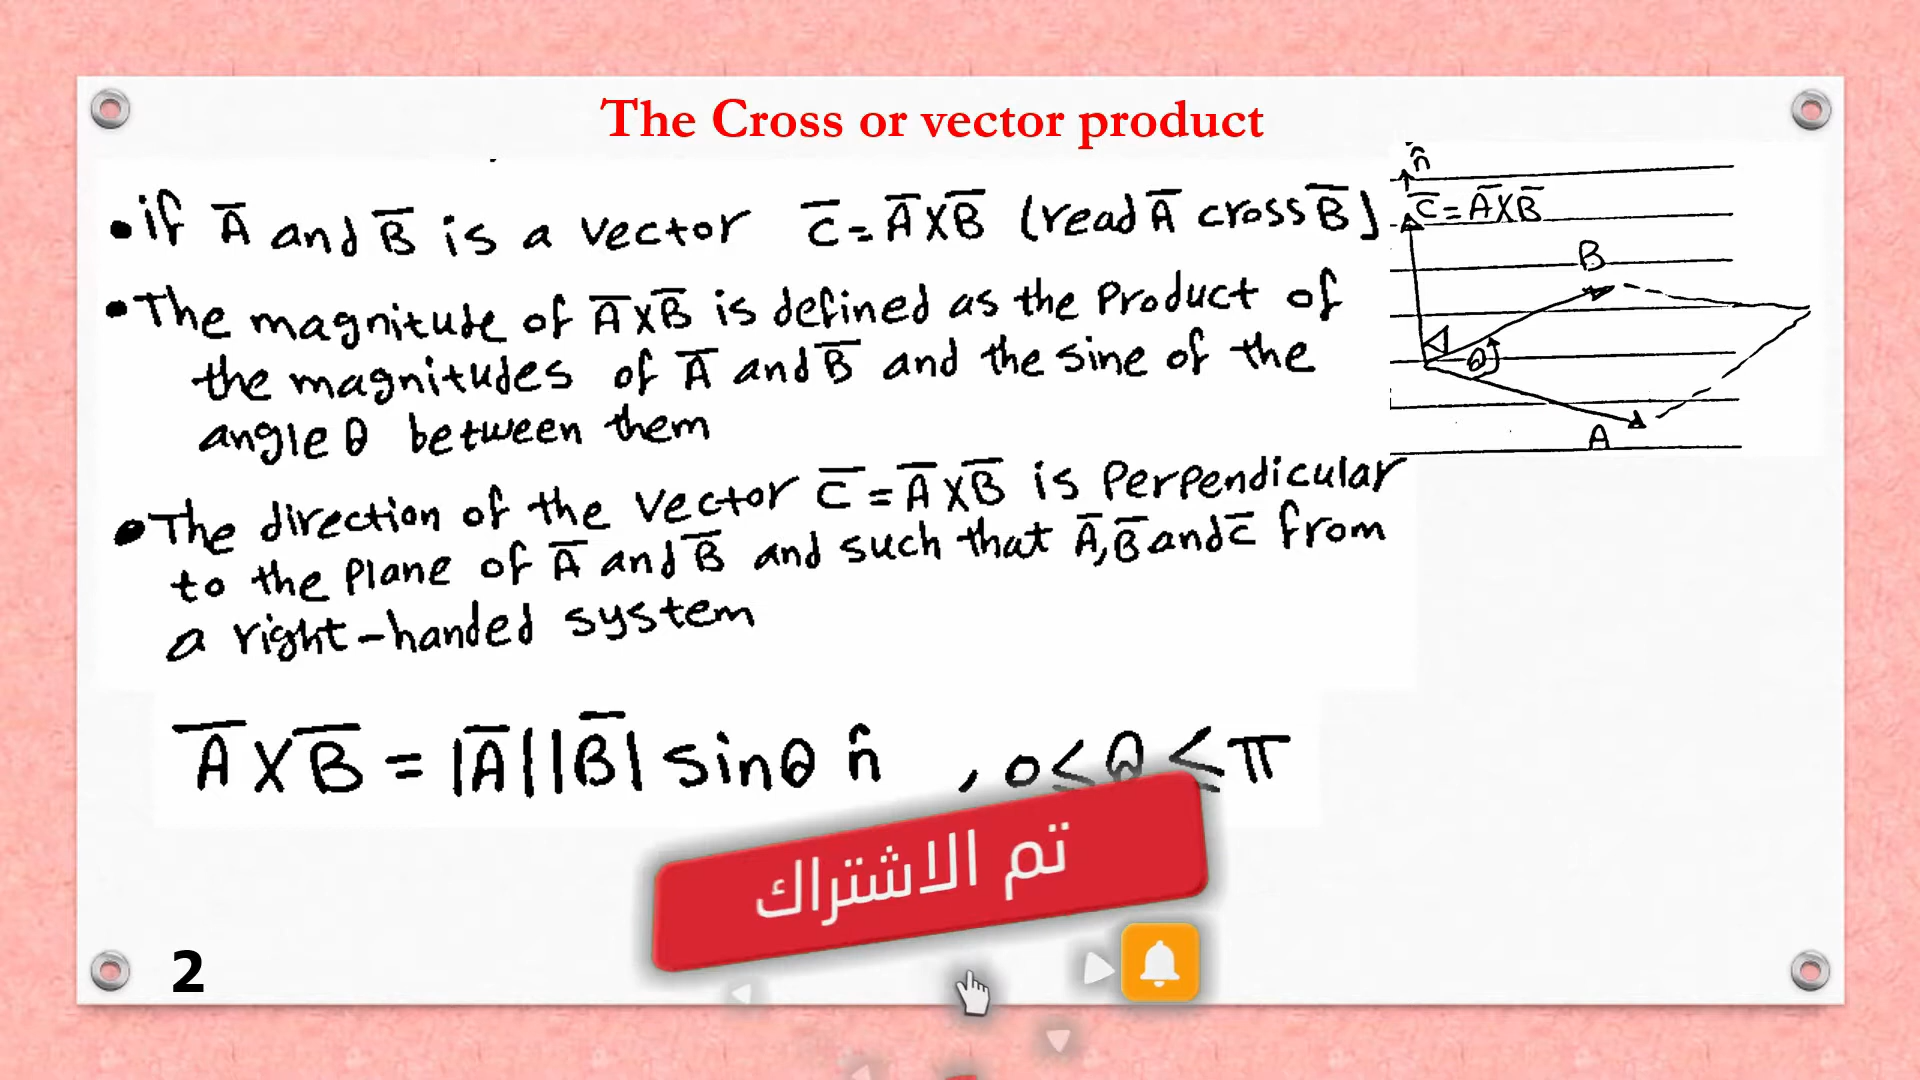 The Cross or vector product
• if A̅ and B̅ is a vector C̅ = A̅ X B̅ (read A̅ cross B̅)
• The magnitude of A̅ X B̅ is defined as the Product of
the magnitudes of A̅ and B̅ and the sine of the
angle θ between them
• The direction of the vector C̅ = A̅ X B̅ is Perpendicular
to the plane of A̅ and B̅ and such that A̅, B̅ and C̅ from
a right-handed system
A̅ X B̅ = |A̅||B̅| sinθ n̂ , 0 ≤ θ ≤ π
n̂
C̅ = A̅ X B̅
B
θ
A
تم الاشتراك
2